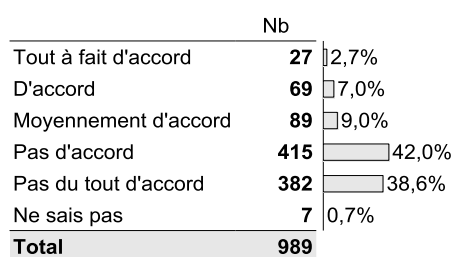 Nb
Tout à fait d'accord 27 2,7%
D'accord 69 7,0%
Moyennement d'accord 89 9,0%
Pas d'accord 415 42,0%
Pas du tout d'accord 382 38,6%
Ne sais pas 7 0,7%
Total 989